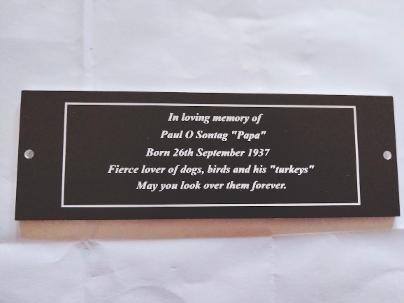 In loving memory of
Paul O Sontag "Papa"
Born 26th September 1937
Fierce lover of dogs, birds and his "turkeys"
May you look over them forever.